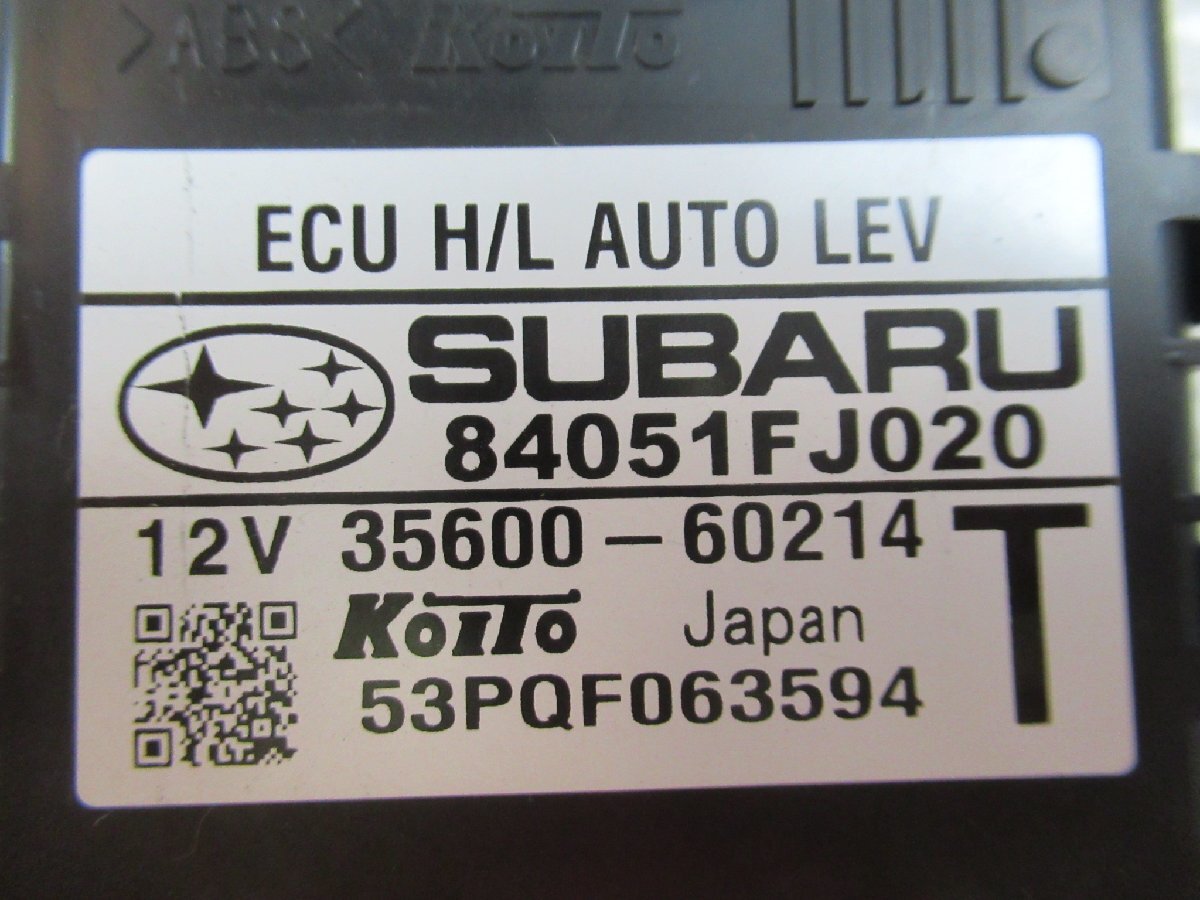 >ABS< KOITO
ECU H/L AUTO LEV
SUBARU
84051FJ020
12V 35600-60214 T
KOITO Japan
53PQF063594